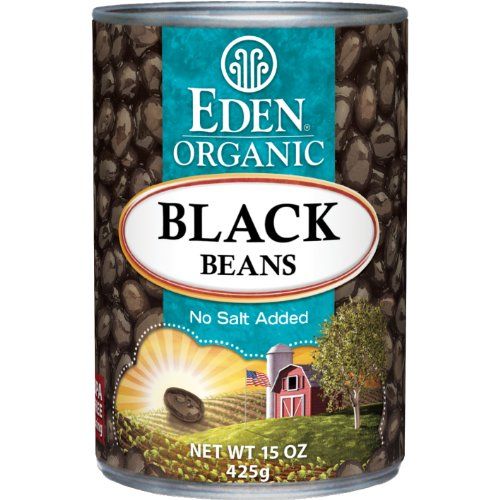 EDEN®
ORGANIC
BLACK
BEANS
No Salt Added
NET WT 15 OZ
425g